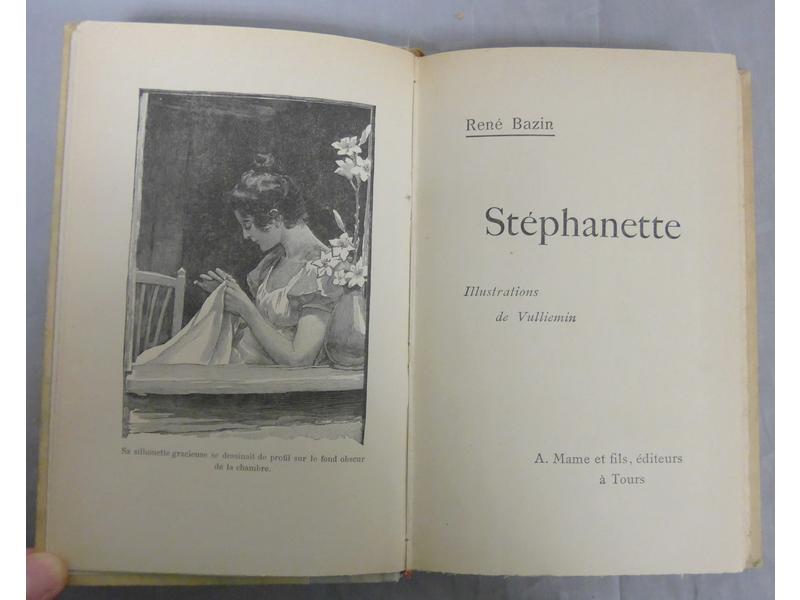 Sa silhouette gracieuse se dessinait de profil sur le fond obscur
de la chambre.
René Bazin
Stéphanette
Illustrations
de Vulliemin
A. Mame et fils, éditeurs
à Tours